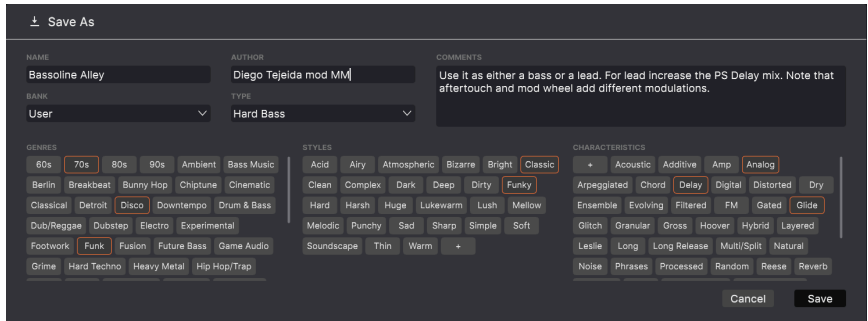 Save As
NAME
Bassoline Alley
AUTHOR
Diego Tejeida mod MM
BANK
User
TYPE
Hard Bass
COMMENTS
Use it as either a bass or a lead. For lead increase the PS Delay mix. Note that
aftertouch and mod wheel add different modulations.
GENRES
60s 70s 80s 90s Ambient Bass Music
Berlin Breakbeat Bunny Hop Chiptune Cinematic
Classical Detroit Disco Downtempo Drum & Bass
Dub/Reggae Dubstep Electro Experimental
Footwork Funk Fusion Future Bass Game Audio
Grime Hard Techno Heavy Metal Hip Hop/Trap
STYLES
Acid Airy Atmospheric Bizarre Bright Classic
Clean Complex Dark Deep Dirty Funky
Hard Harsh Huge Lukewarm Lush Mellow
Melodic Punchy Sad Sharp Simple Soft
Soundscape Thin Warm +
CHARACTERISTICS
+ Acoustic Additive Amp Analog
Arpeggiated Chord Delay Digital Distorted Dry
Ensemble Evolving Filtered FM Gated Glide
Glitch Granular Gross Hoover Hybrid Layered
Leslie Long Long Release Multi/Split Natural
Noise Phrases Processed Random Reese Reverb
Cancel Save